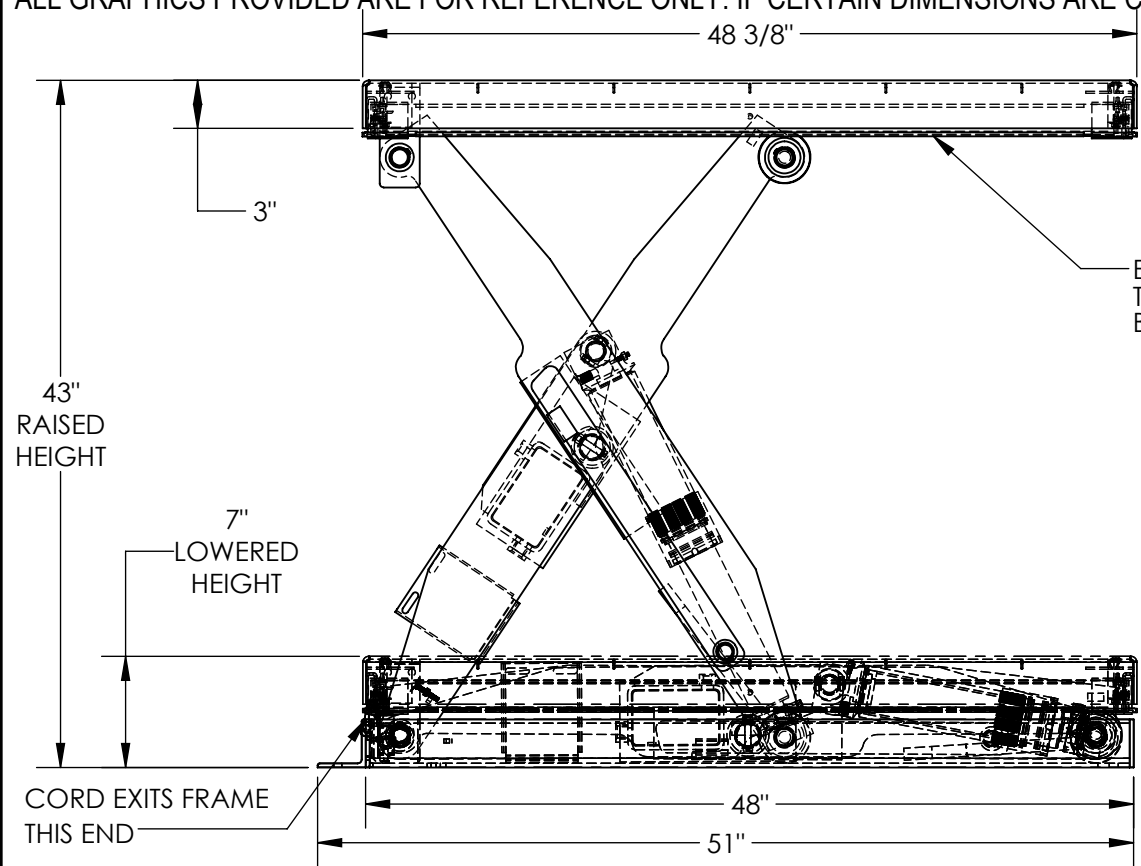 ALL GRAPHICS PROVIDED ARE FOR REFERENCE ONLY. IF CERTAIN DIMENSIONS ARE
48 3/8"
3"
43"
RAISED
HEIGHT
7"
LOWERED
HEIGHT
CORD EXITS FRAME
THIS END
48"
51"